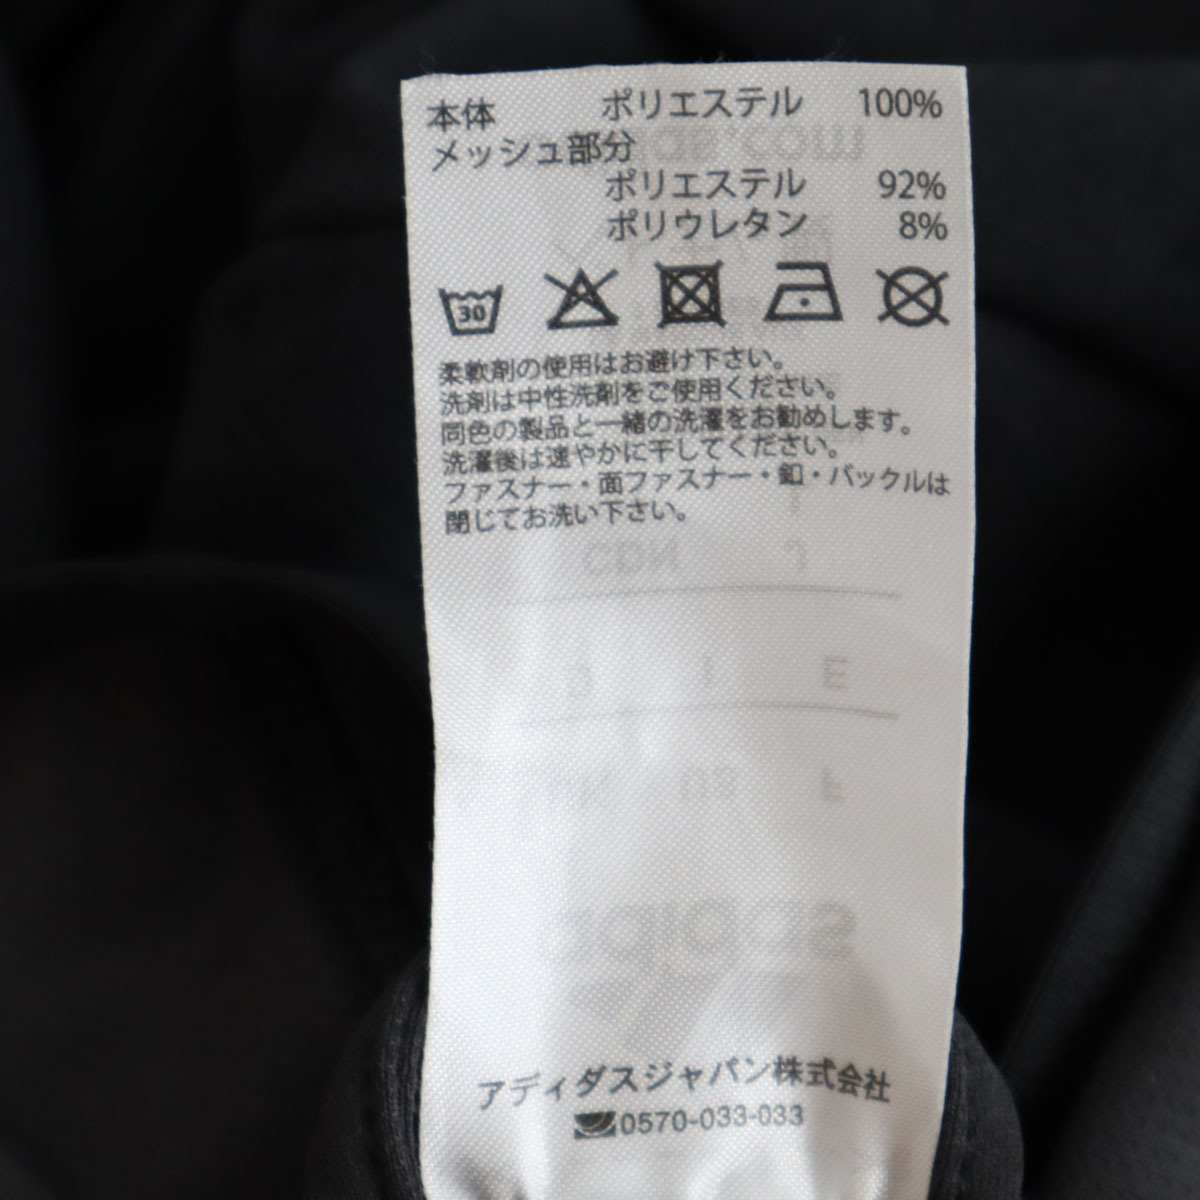 本体 ポリエステル 100%
メッシュ部分
ポリエステル 92%
ポリウレタン 8%
30
柔軟剤の使用はお避け下さい。
洗剤は中性洗剤をご使用ください。
同色の製品と一緒の洗濯をお勧めします。
洗濯後は速やかに干してください。
ファスナー・面ファスナー・釦・バックルは
閉じてお洗い下さい。
アディダスジャパン株式会社
0570-033-033